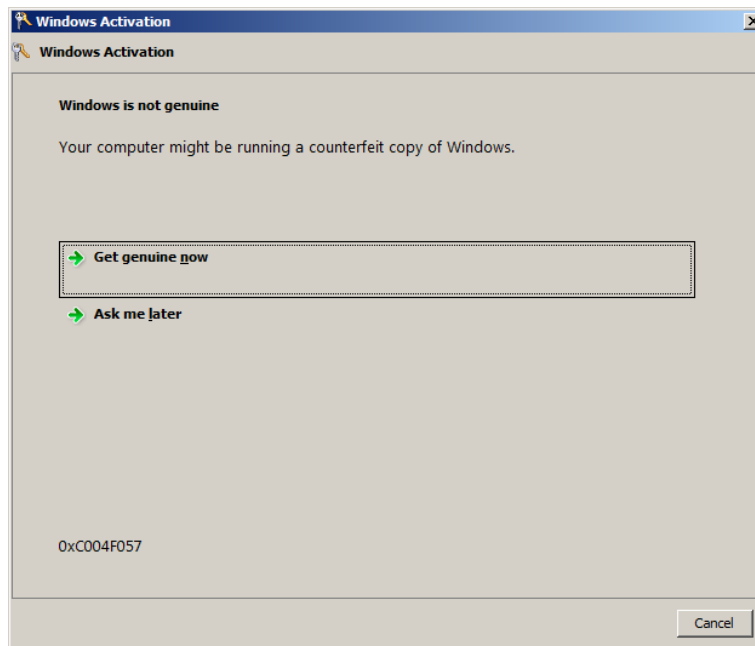 Windows Activation
Windows Activation
Windows is not genuine
Your computer might be running a counterfeit copy of Windows.
Get genuine now
Ask me later
0xC004F057
Cancel